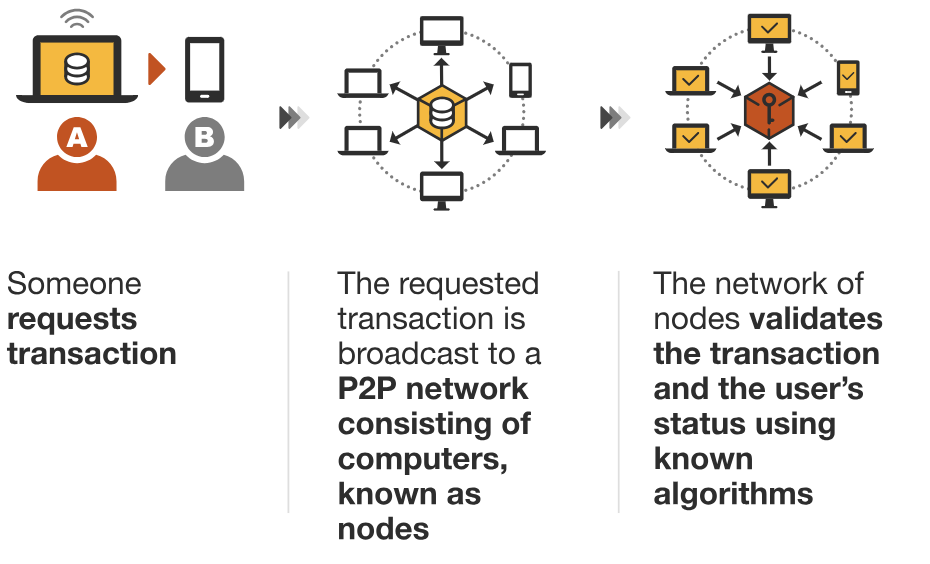 A
B
Someone
requests
transaction
The requested
transaction is
broadcast to a
P2P network
consisting of
computers,
known as
nodes
The network of
nodes validates
the transaction
and the user’s
status using
known
algorithms